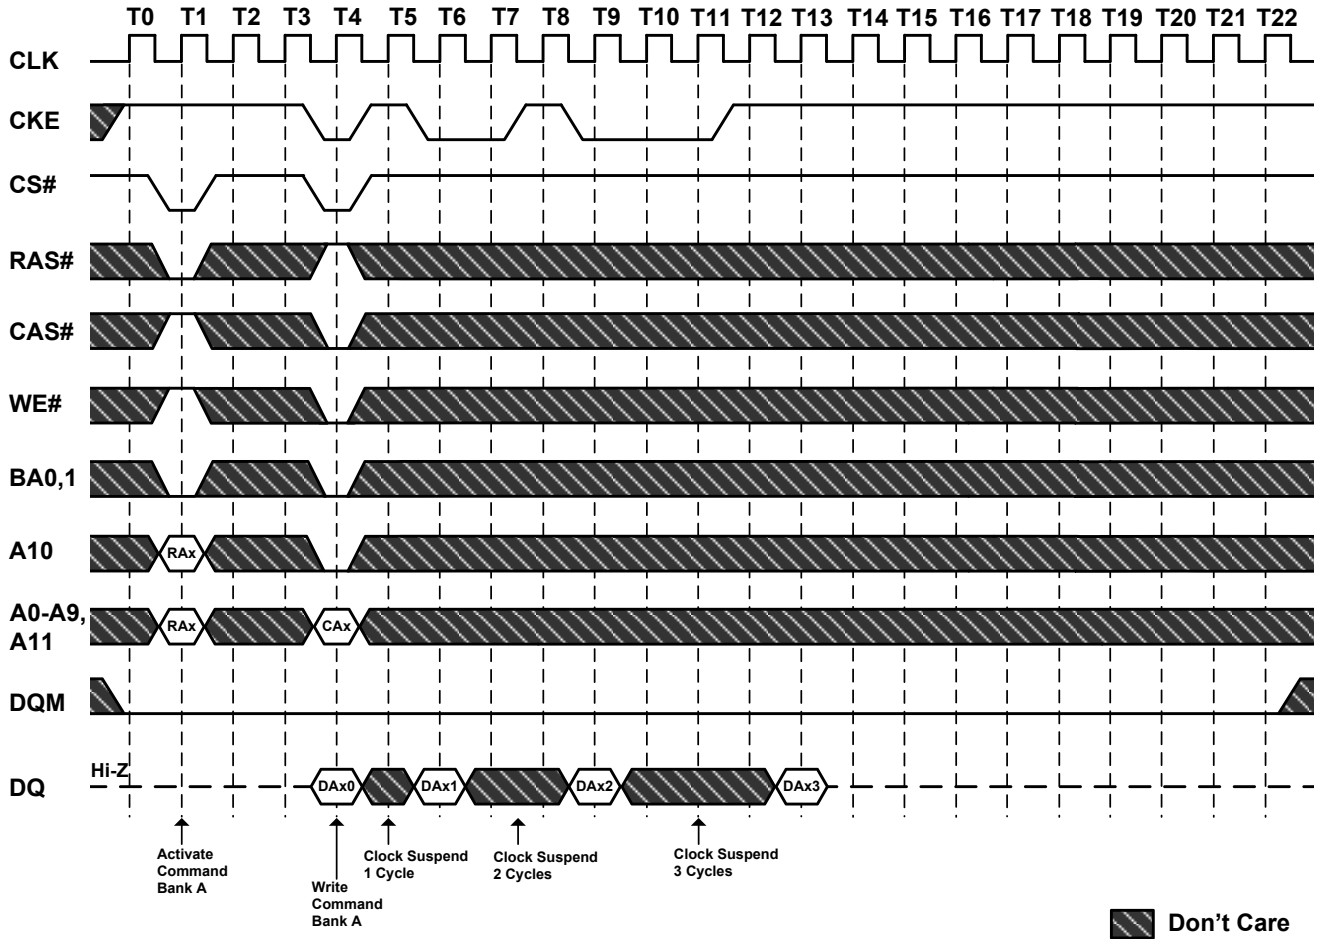 T0 T1 T2 T3 T4 T5 T6 T7 T8 T9 T10 T11 T12 T13 T14 T15 T16 T17 T18 T19 T20 T21 T22
CLK
CKE
CS#
RAS#
CAS#
WE#
BA0,1
A10
RAx
A0-A9,
A11
RAx CAx
DQM
Hi-Z
DQ
DAx0 DAx1 DAx2 DAx3
Activate
Command
Bank A
Write
Command
Bank A
Clock Suspend
1 Cycle
Clock Suspend
2 Cycles
Clock Suspend
3 Cycles
Don't Care